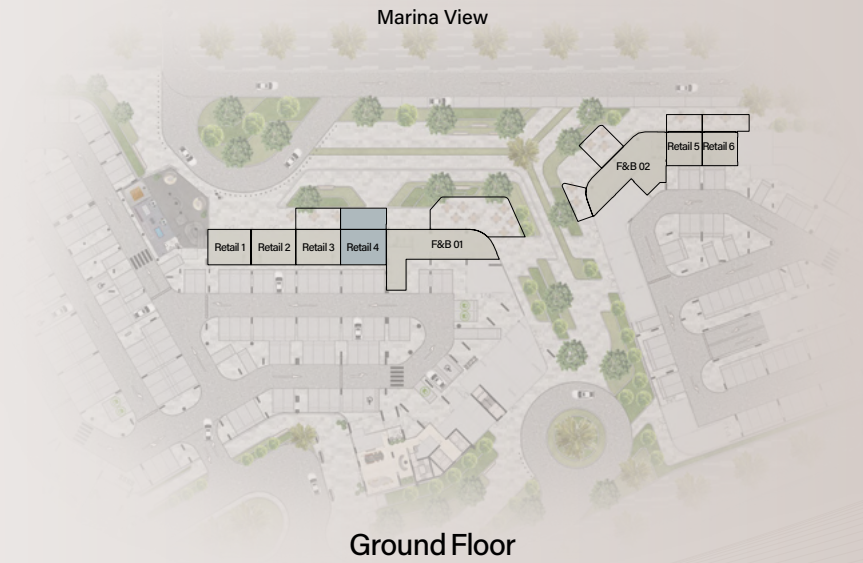 Marina View
Retail 5
Retail 6
F&B 02
Retail 1
Retail 2
Retail 3
Retail 4
F&B 01
Ground Floor